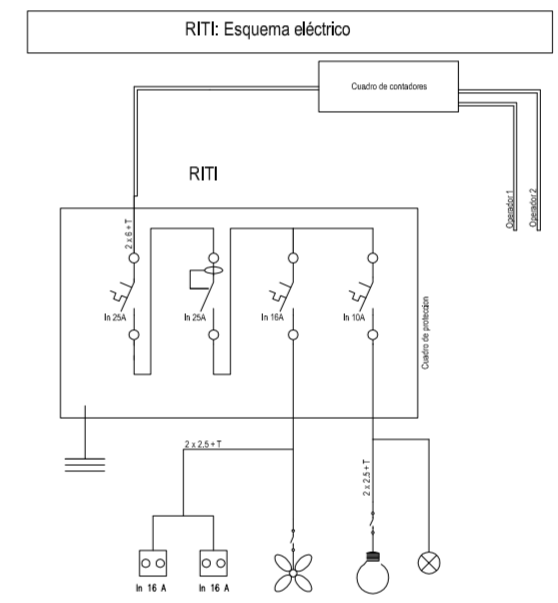 RITI: Esquema eléctrico
Cuadro de contadores
Operador 1
Operador 2
RITI
2 x 6 + T
In 25A
In 25A
In 16A
In 10A
Cuadro de proteccion
2 x 2.5 + T
2 x 2.5 + T
In 16 A
In 16 A